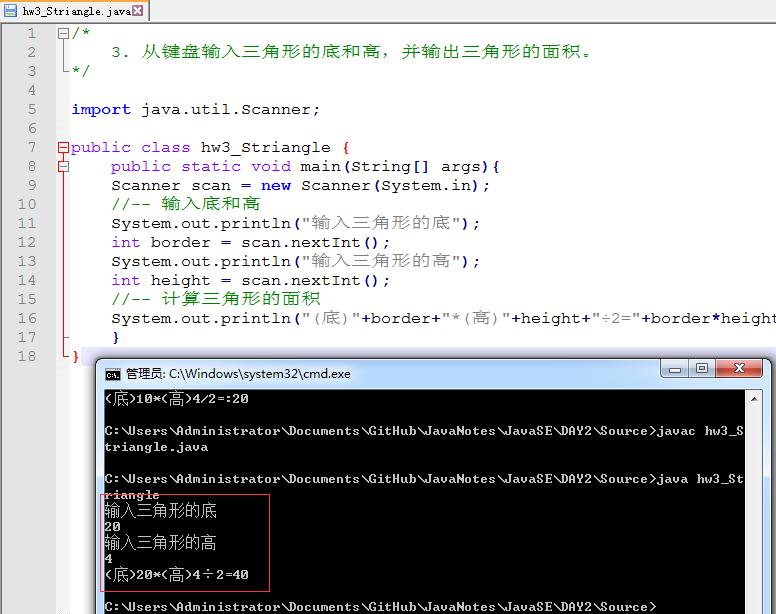 hw3_Striangle.java
1 /*
2 3. 从键盘输入三角形的底和高，并输出三角形的面积。
3 */
4
5 import java.util.Scanner;
6
7 public class hw3_Striangle {
8 public static void main(String[] args){
9 Scanner scan = new Scanner(System.in);
10 //-- 输入底和高
11 System.out.println("输入三角形的底");
12 int border = scan.nextInt();
13 System.out.println("输入三角形的高");
14 int height = scan.nextInt();
15 //-- 计算三角形的面积
16 System.out.println("(底)"+border+"*(高)"+height+"÷2="+border*height
17 }
18 }
管理员: C:\Windows\system32\cmd.exe
(底)10*(高)4/2=:20
C:\Users\Administrator\Documents\GitHub\JavaNotes\JavaSE\DAY2\Source>javac hw3_S
triangle.java
C:\Users\Administrator\Documents\GitHub\JavaNotes\JavaSE\DAY2\Source>java hw3_St
riangle
输入三角形的底
20
输入三角形的高
4
(底)20*(高)4÷2=40
C:\Users\Administrator\Documents\GitHub\JavaNotes\JavaSE\DAY2\Source>